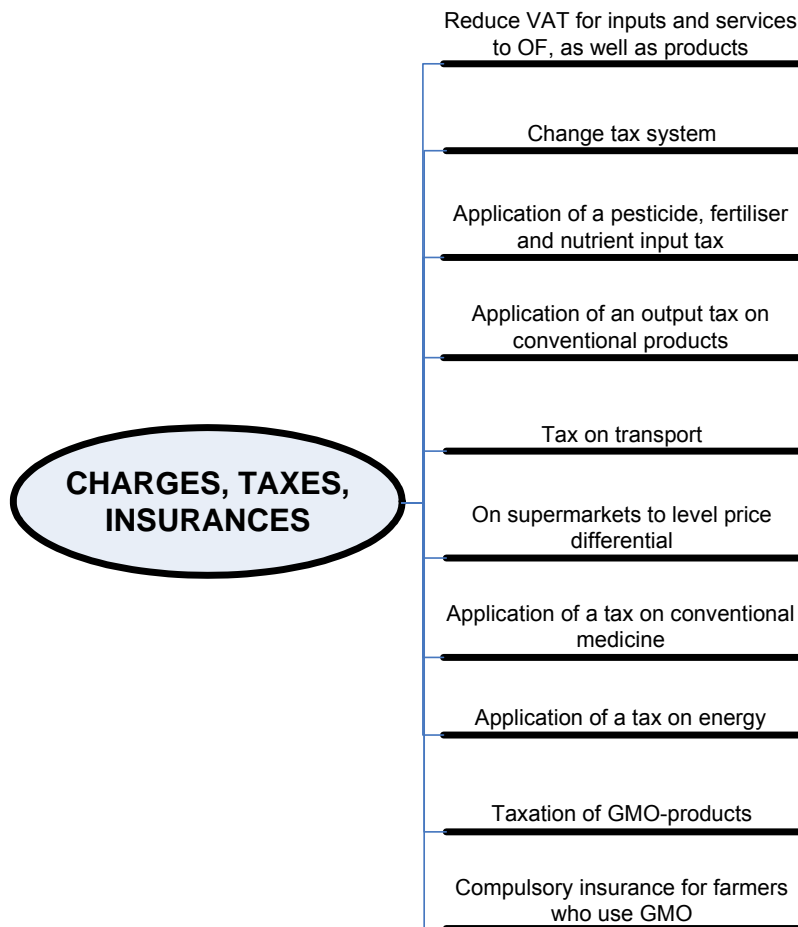 Reduce VAT for inputs and services
to OF, as well as products
Change tax system
Application of a pesticide, fertiliser
and nutrient input tax
Application of an output tax on
conventional products
Tax on transport
CHARGES, TAXES,
INSURANCES
On supermarkets to level price
differential
Application of a tax on conventional
medicine
Application of a tax on energy
Taxation of GMO-products
Compulsory insurance for farmers
who use GMO